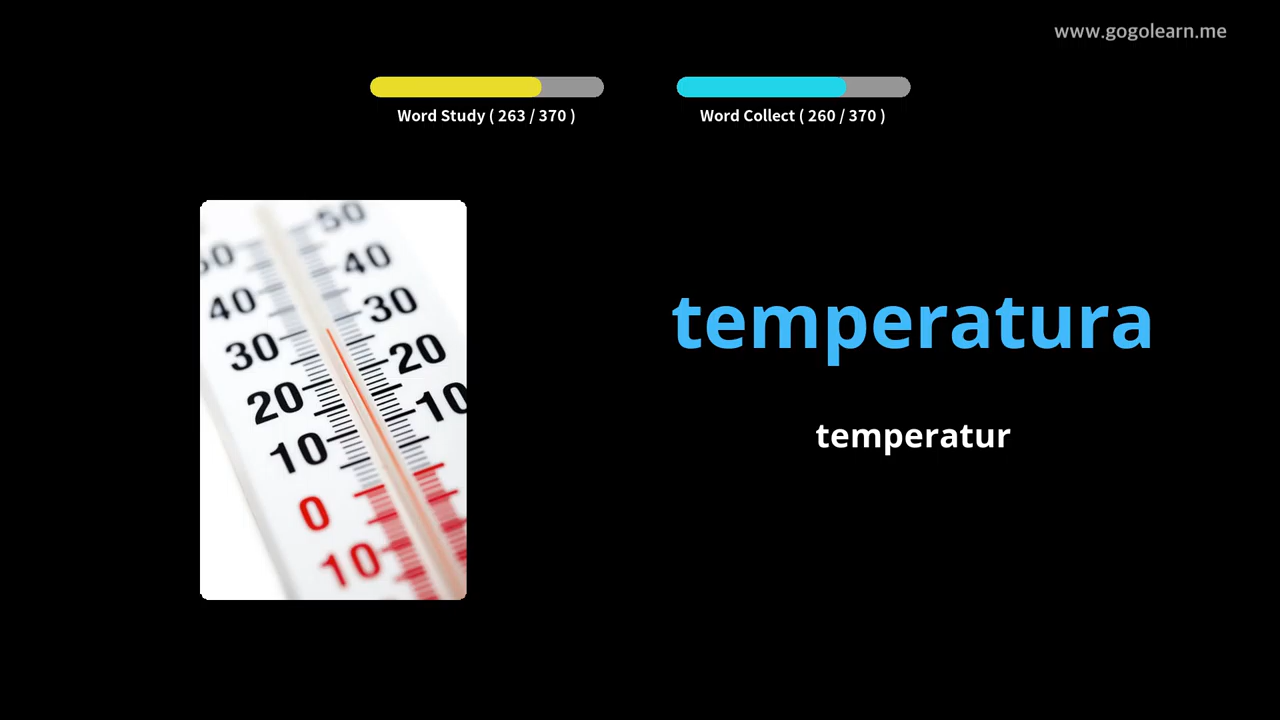 www.gogolearn.me
Word Study ( 263 / 370 )
Word Collect ( 260 / 370 )
50
40
40
30
30
20
20
10
10
0
10
temperatura
temperatur